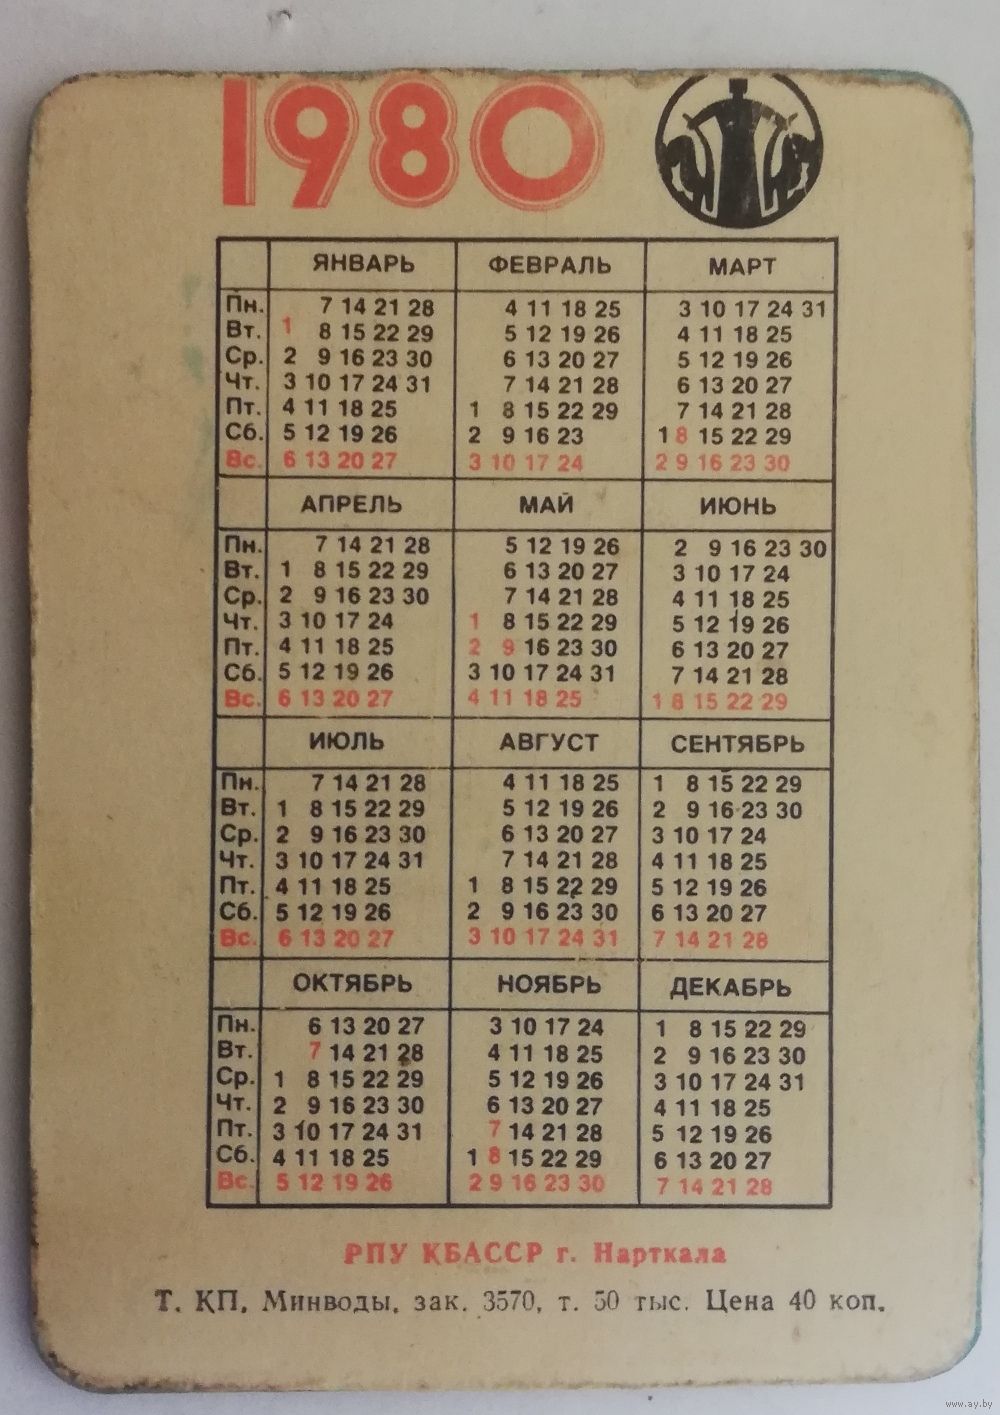 1980
ЯНВАРЬ ФЕВРАЛЬ МАРТ
Пн. 7 14 21 28 4 11 18 25 3 10 17 24 31
Вт. 1 8 15 22 29 5 12 19 26 4 11 18 25
Ср. 2 9 16 23 30 6 13 20 27 5 12 19 26
Чт. 3 10 17 24 31 7 14 21 28 6 13 20 27
Пт. 4 11 18 25 1 8 15 22 29 7 14 21 28
Сб. 5 12 19 26 2 9 16 23 1 8 15 22 29
Вс. 6 13 20 27 3 10 17 24 2 9 16 23 30
АПРЕЛЬ МАЙ ИЮНЬ
Пн. 7 14 21 28 5 12 19 26 2 9 16 23 30
Вт. 1 8 15 22 29 6 13 20 27 3 10 17 24
Ср. 2 9 16 23 30 7 14 21 28 4 11 18 25
Чт. 3 10 17 24 1 8 15 22 29 5 12 19 26
Пт. 4 11 18 25 2 9 16 23 30 6 13 20 27
Сб. 5 12 19 26 3 10 17 24 31 7 14 21 28
Вс. 6 13 20 27 4 11 18 25 1 8 15 22 29
ИЮЛЬ АВГУСТ СЕНТЯБРЬ
Пн. 7 14 21 28 4 11 18 25 1 8 15 22 29
Вт. 1 8 15 22 29 5 12 19 26 2 9 16 23 30
Ср. 2 9 16 23 30 6 13 20 27 3 10 17 24
Чт. 3 10 17 24 31 7 14 21 28 4 11 18 25
Пт. 4 11 18 25 1 8 15 22 29 5 12 19 26
Сб. 5 12 19 26 2 9 16 23 30 6 13 20 27
Вс. 6 13 20 27 3 10 17 24 31 7 14 21 28
ОКТЯБРЬ НОЯБРЬ ДЕКАБРЬ
Пн. 6 13 20 27 3 10 17 24 1 8 15 22 29
Вт. 7 14 21 28 4 11 18 25 2 9 16 23 30
Ср. 1 8 15 22 29 5 12 19 26 3 10 17 24 31
Чт. 2 9 16 23 30 6 13 20 27 4 11 18 25
Пт. 3 10 17 24 31 7 14 21 28 5 12 19 26
Сб. 4 11 18 25 1 8 15 22 29 6 13 20 27
Вс. 5 12 19 26 2 9 16 23 30 7 14 21 28
РПУ КБАССР г. Нарткала
Т. КП, Минводы, зак. 3570, т. 50 тыс. Цена 40 коп.
www.ay.by